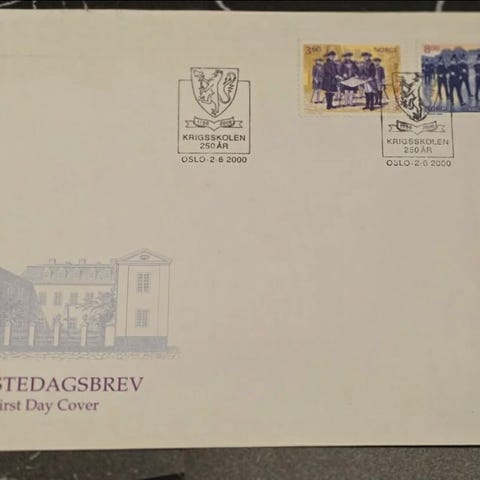 3.60 NORGE
8.00
NORGE
1750 2000
KRIGSSKOLEN
250 ÅR
OSLO-2-6 2000
1750 2000
KRIGSSKOLEN
250 ÅR
OSLO-2-6 2000
STEDAGSBREV
irst Day Cover